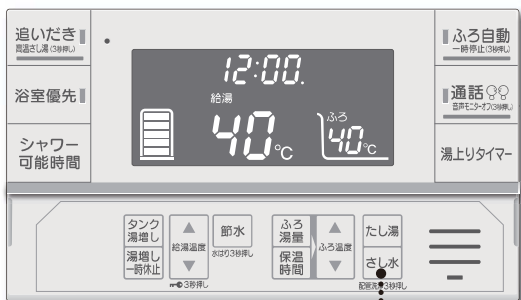 追いだき
高温さし湯(3秒押し)
浴室優先
シャワー
可能時間
12:00.
給湯
40℃
ふろ
40℃
ふろ自動
一時停止(3秒押し)
通話
音声モニターオフ(3秒押し)
湯上りタイマー
タンク
湯増し
湯増し
一時休止
給湯温度
3秒押し
節水
水はり3秒押し
ふろ
湯量
保温
時間
ふろ温度
たし湯
さし水
3秒押し